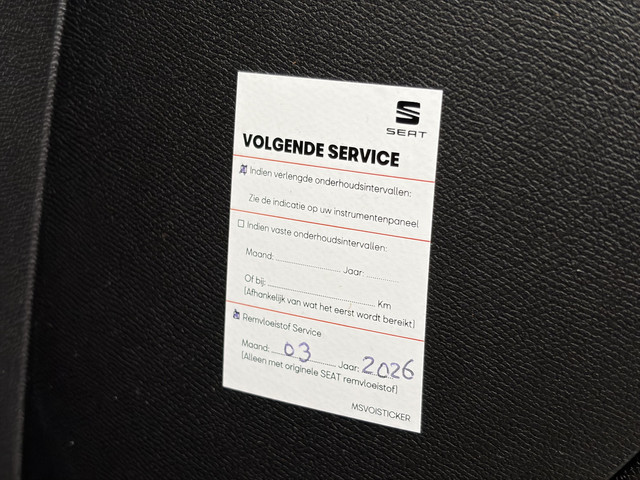 SEAT
VOLGENDE SERVICE
Indien verlengde onderhoudsintervallen:
Zie de indicatie op uw instrumentenpaneel
Indien vaste onderhoudsintervallen:
Maand: Jaar:
Of bij: Km
(Afhankelijk van wat het eerst wordt bereikt)
Remvloeistof Service
Maand: 03 Jaar: 2026
(Alleen met originele SEAT remvloeistof)
MSVOISTICKER